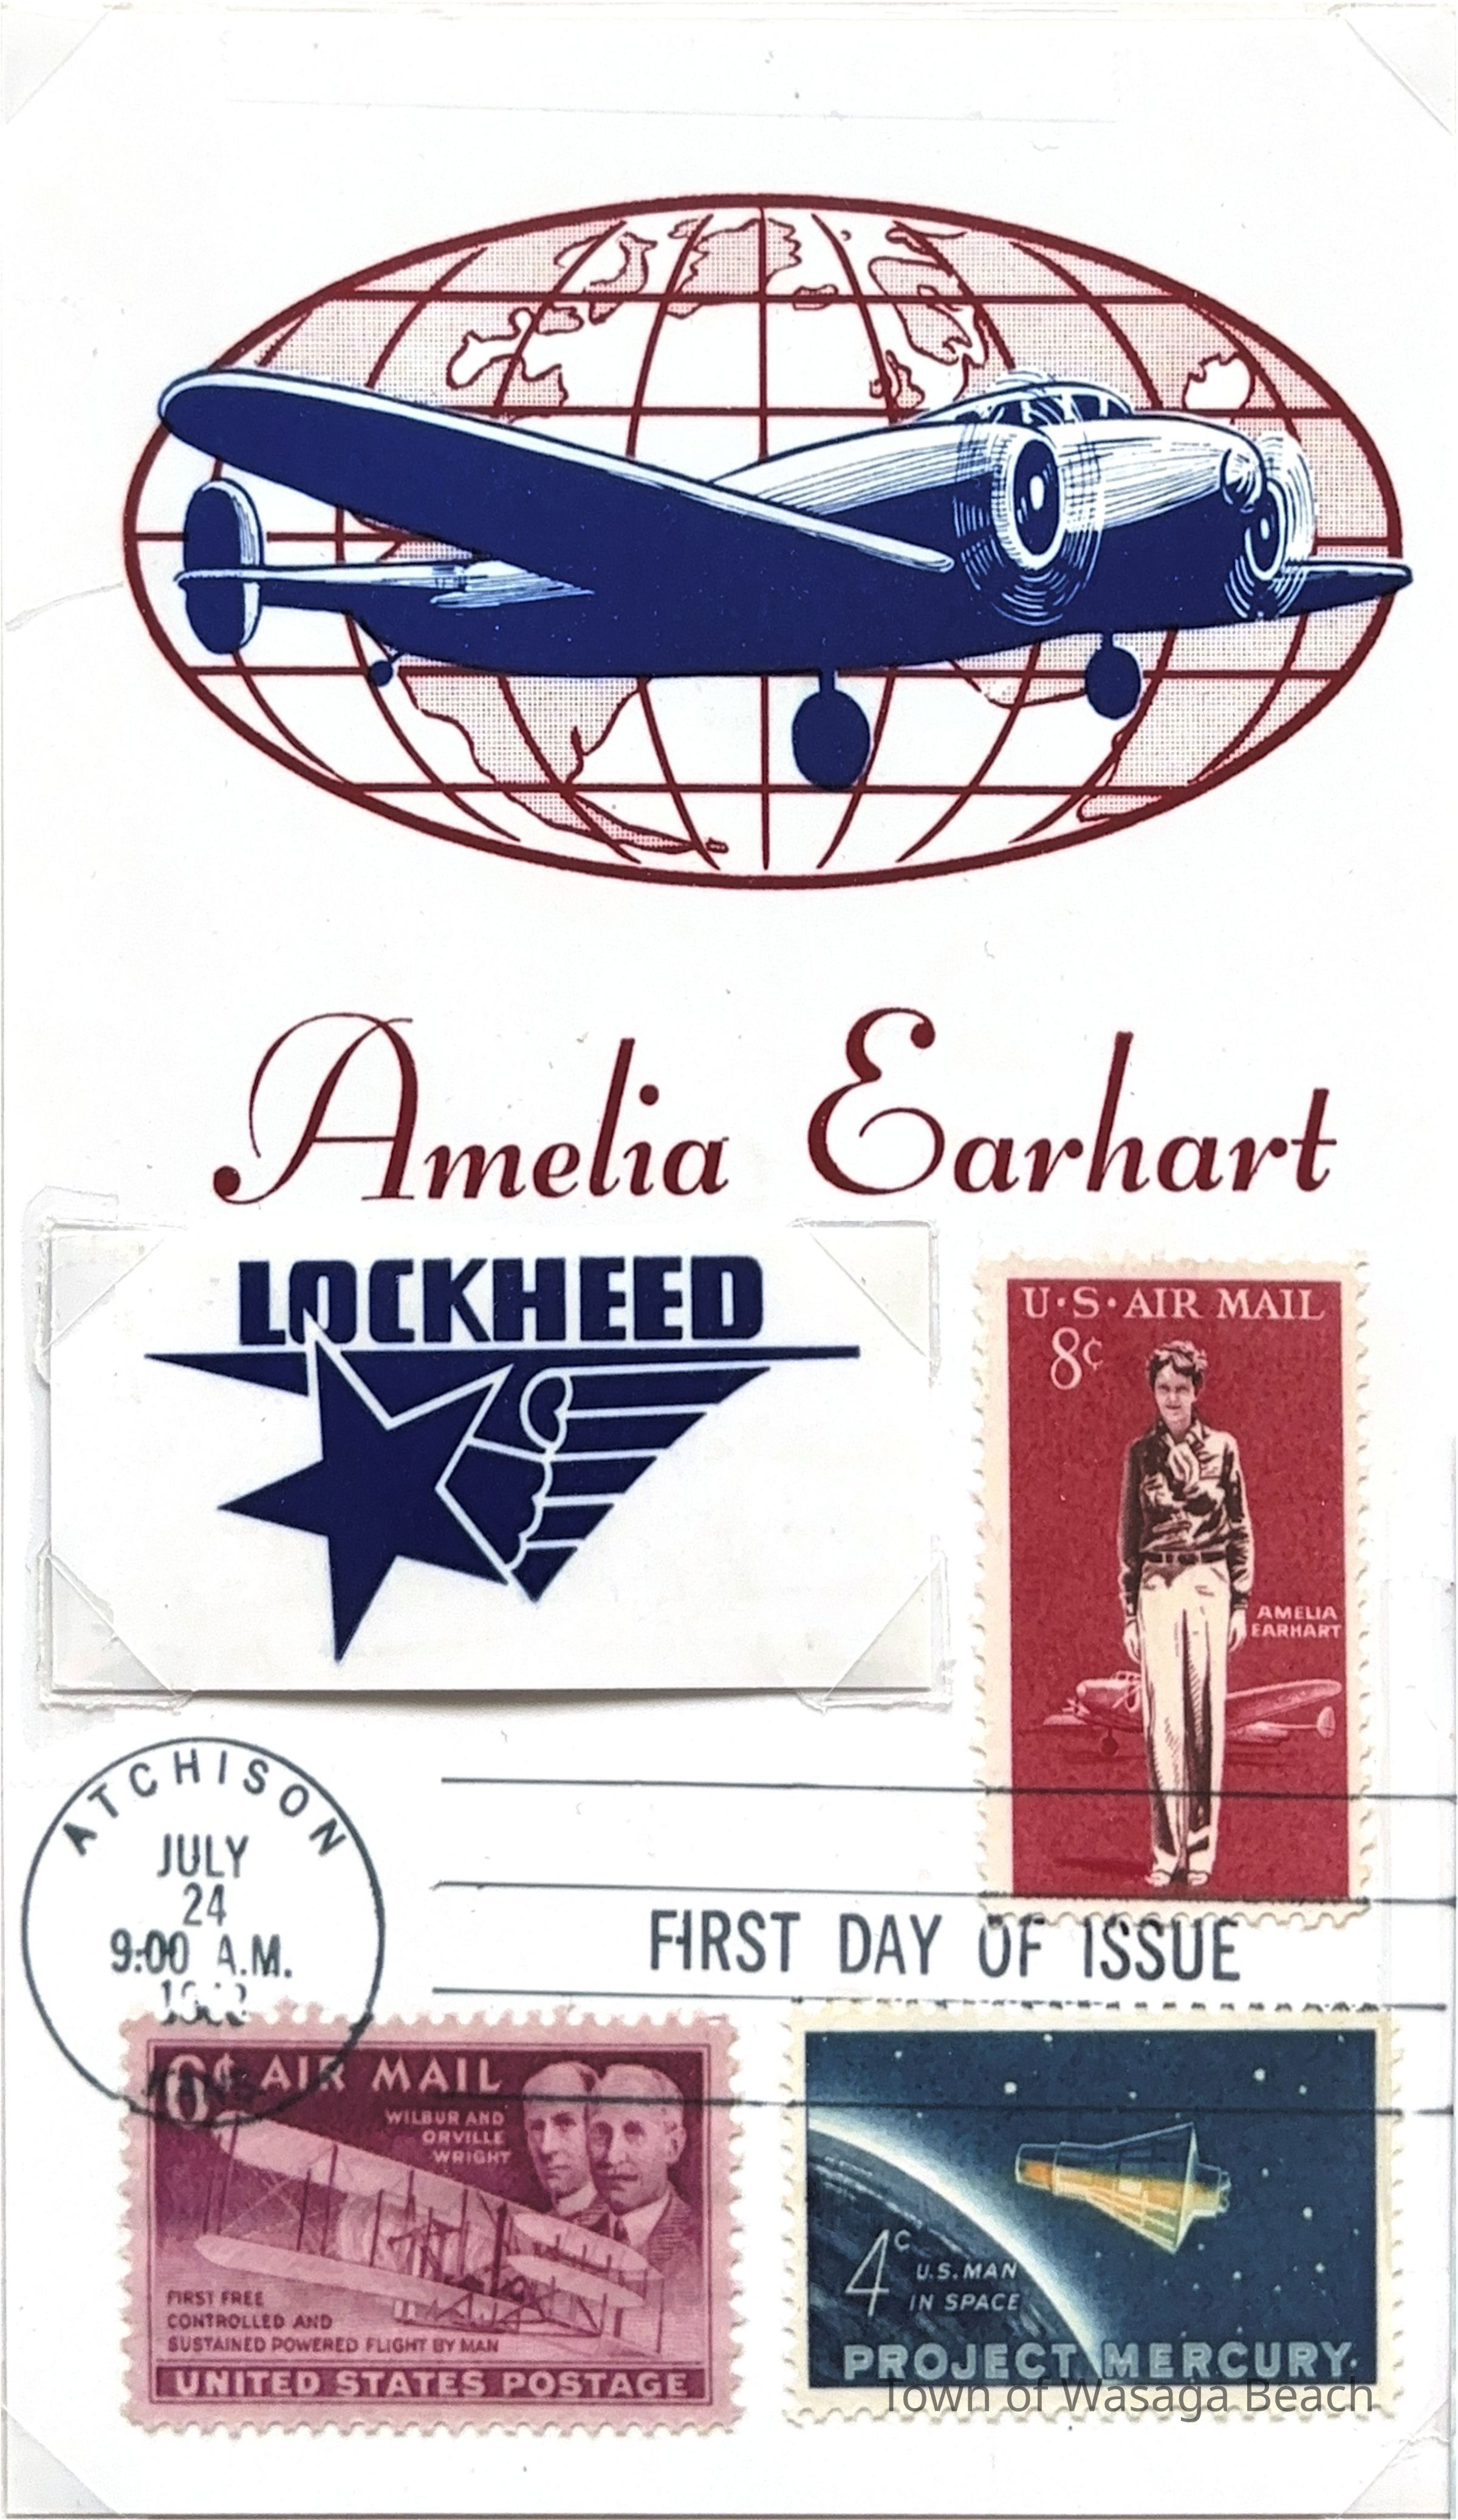 Amelia Earhart
LOCKHEED
U·S·AIR MAIL
8¢
AMELIA
EARHART
ATCHISON
JULY
24
9:00 A.M.
FIRST DAY OF ISSUE
6¢ AIR MAIL
WILBUR AND
ORVILLE
WRIGHT
FIRST FREE
CONTROLLED AND
SUSTAINED POWERED FLIGHT BY MAN
UNITED STATES POSTAGE
4c
U.S. MAN
IN SPACE
PROJECT MERCURY
Town of Wasaga Beach